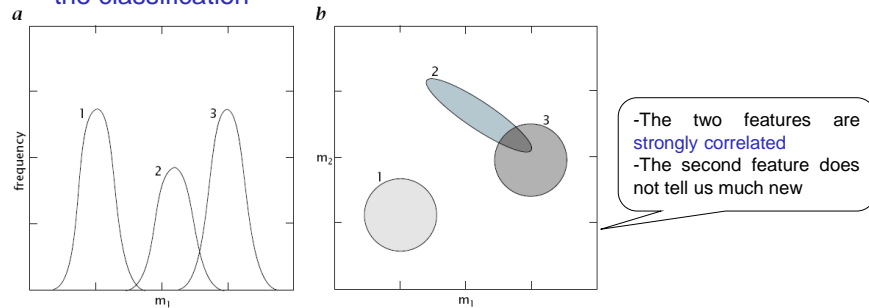 the classification
a
b
1
2
3
frequency
m1
2
3
1
m2
m1
-The two features are
strongly correlated
-The second feature does
not tell us much new